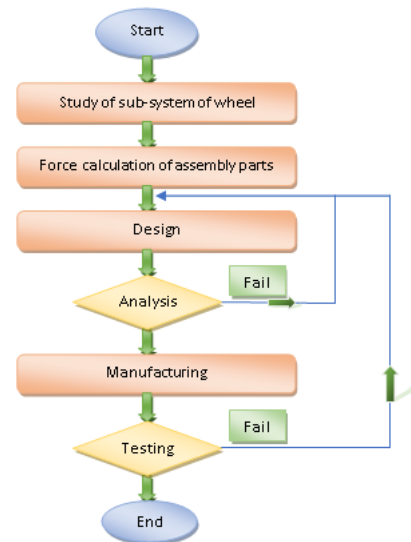 Start
Study of sub-system of wheel
Force calculation of assembly parts
Design
Fail
Analysis
Manufacturing
Fail
Testing
End